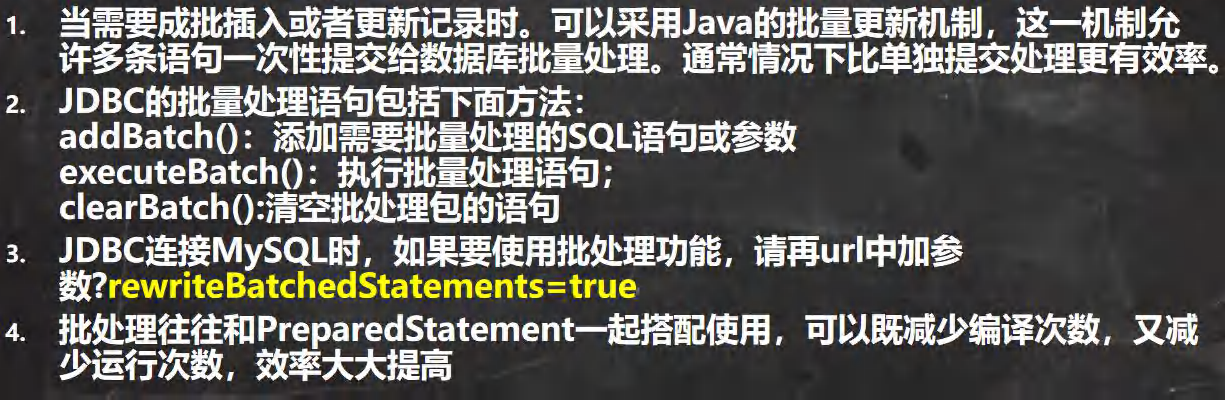 1. 当需要成批插入或者更新记录时。可以采用Java的批量更新机制，这一机制允
许多条语句一次性提交给数据库批量处理。通常情况下比单独提交处理更有效率。
2. JDBC的批量处理语句包括下面方法：
addBatch()：添加需要批量处理的SQL语句或参数
executeBatch()：执行批量处理语句；
clearBatch():清空批处理包的语句
3. JDBC连接MySQL时，如果要使用批处理功能，请再url中加参
数?rewriteBatchedStatements=true
4. 批处理往往和PreparedStatement一起搭配使用，可以既减少编译次数，又减
少运行次数，效率大大提高